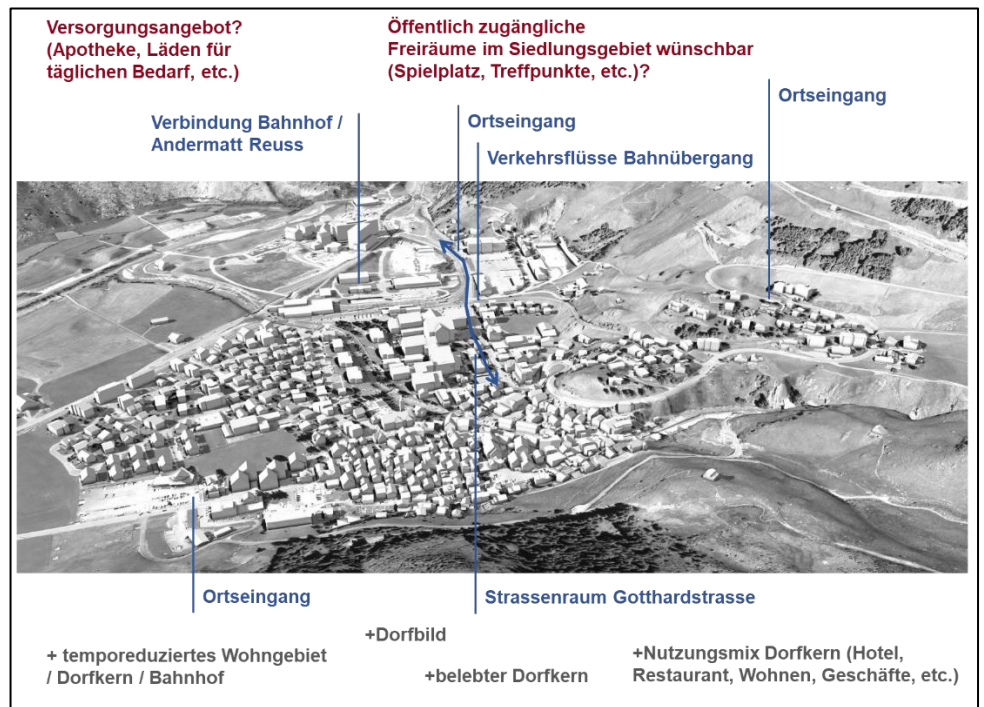 Versorgungsangebot?
(Apotheke, Läden für
täglichen Bedarf, etc.)
Öffentlich zugängliche
Freiräume im Siedlungsgebiet wünschbar
(Spielplatz, Treffpunkte, etc.)?
Ortseingang
Verbindung Bahnhof /
Andermatt Reuss
Ortseingang
Verkehrsflüsse Bahnübergang
Ortseingang
Strassenraum Gotthardstrasse
+ temporeduziertes Wohngebiet
/ Dorfkern / Bahnhof
+Dorfbild
+belebter Dorfkern
+Nutzungsmix Dorfkern (Hotel,
Restaurant, Wohnen, Geschäfte, etc.)